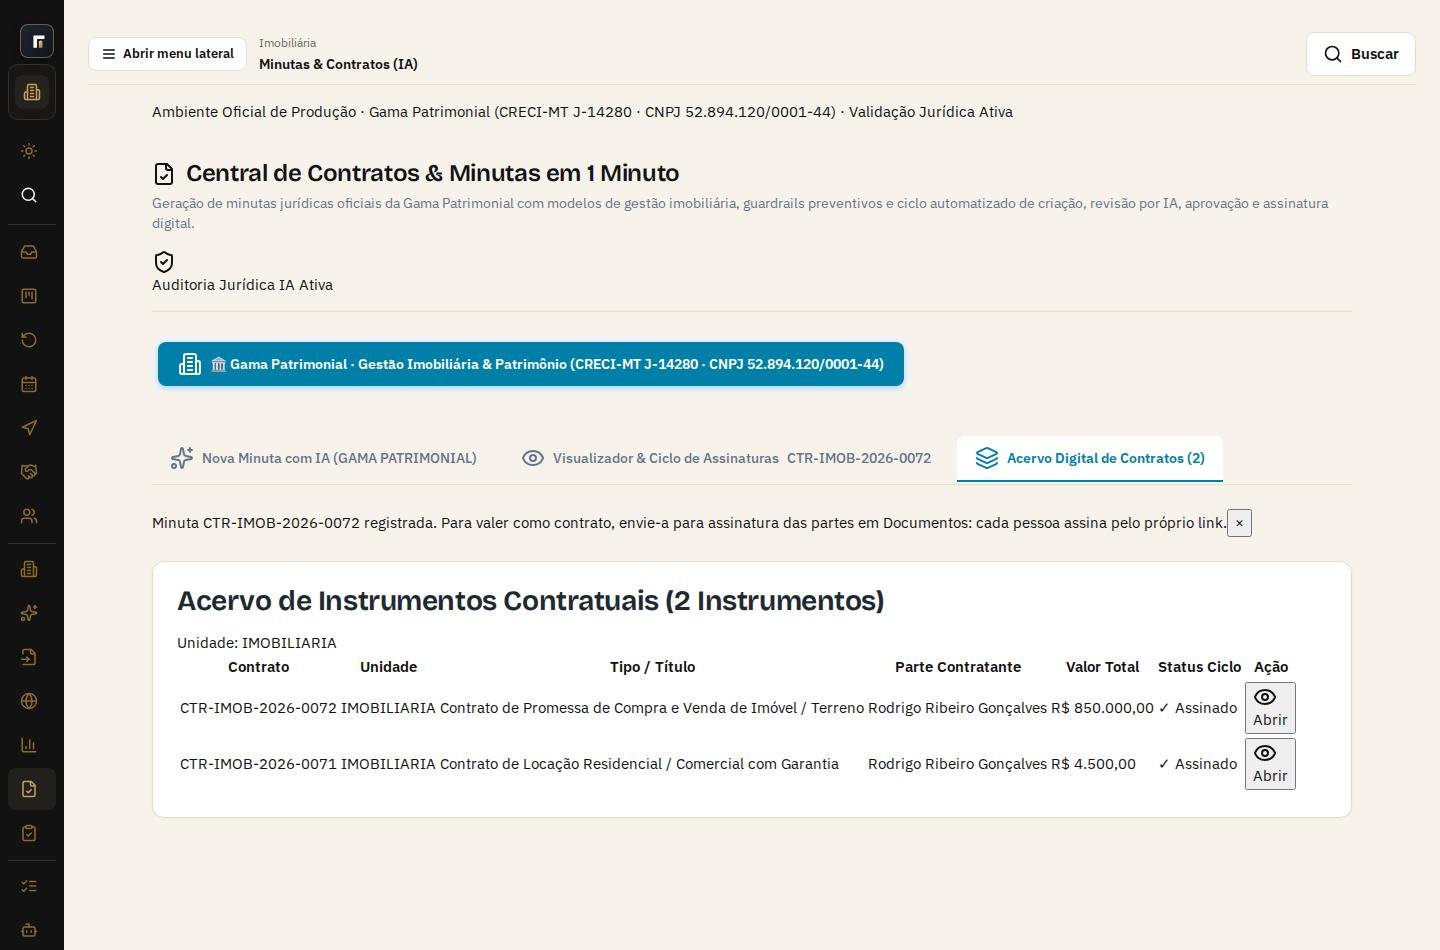 Abrir menu lateral
Imobiliária
Minutas & Contratos (IA)
Buscar
Ambiente Oficial de Produção · Gama Patrimonial (CRECI-MT J-14280 · CNPJ 52.894.120/0001-44) · Validação Jurídica Ativa
Central de Contratos & Minutas em 1 Minuto
Geração de minutas jurídicas oficiais da Gama Patrimonial com modelos de gestão imobiliária, guardrails preventivos e ciclo automatizado de criação, revisão por IA, aprovação e assinatura
digital.
Auditoria Jurídica IA Ativa
🏛️ Gama Patrimonial · Gestão Imobiliária & Patrimônio (CRECI-MT J-14280 · CNPJ 52.894.120/0001-44)
Nova Minuta com IA (GAMA PATRIMONIAL)
Visualizador & Ciclo de Assinaturas CTR-IMOB-2026-0072
Acervo Digital de Contratos (2)
Minuta CTR-IMOB-2026-0072 registrada. Para valer como contrato, envie-a para assinatura das partes em Documentos: cada pessoa assina pelo próprio link. ×
Acervo de Instrumentos Contratuais (2 Instrumentos)
Unidade: IMOBILIARIA
Contrato Unidade Tipo / Título Parte Contratante Valor Total Status Ciclo Ação
CTR-IMOB-2026-0072 IMOBILIARIA Contrato de Promessa de Compra e Venda de Imóvel / Terreno Rodrigo Ribeiro Gonçalves R$ 850.000,00 ✓ Assinado Abrir
CTR-IMOB-2026-0071 IMOBILIARIA Contrato de Locação Residencial / Comercial com Garantia Rodrigo Ribeiro Gonçalves R$ 4.500,00 ✓ Assinado Abrir